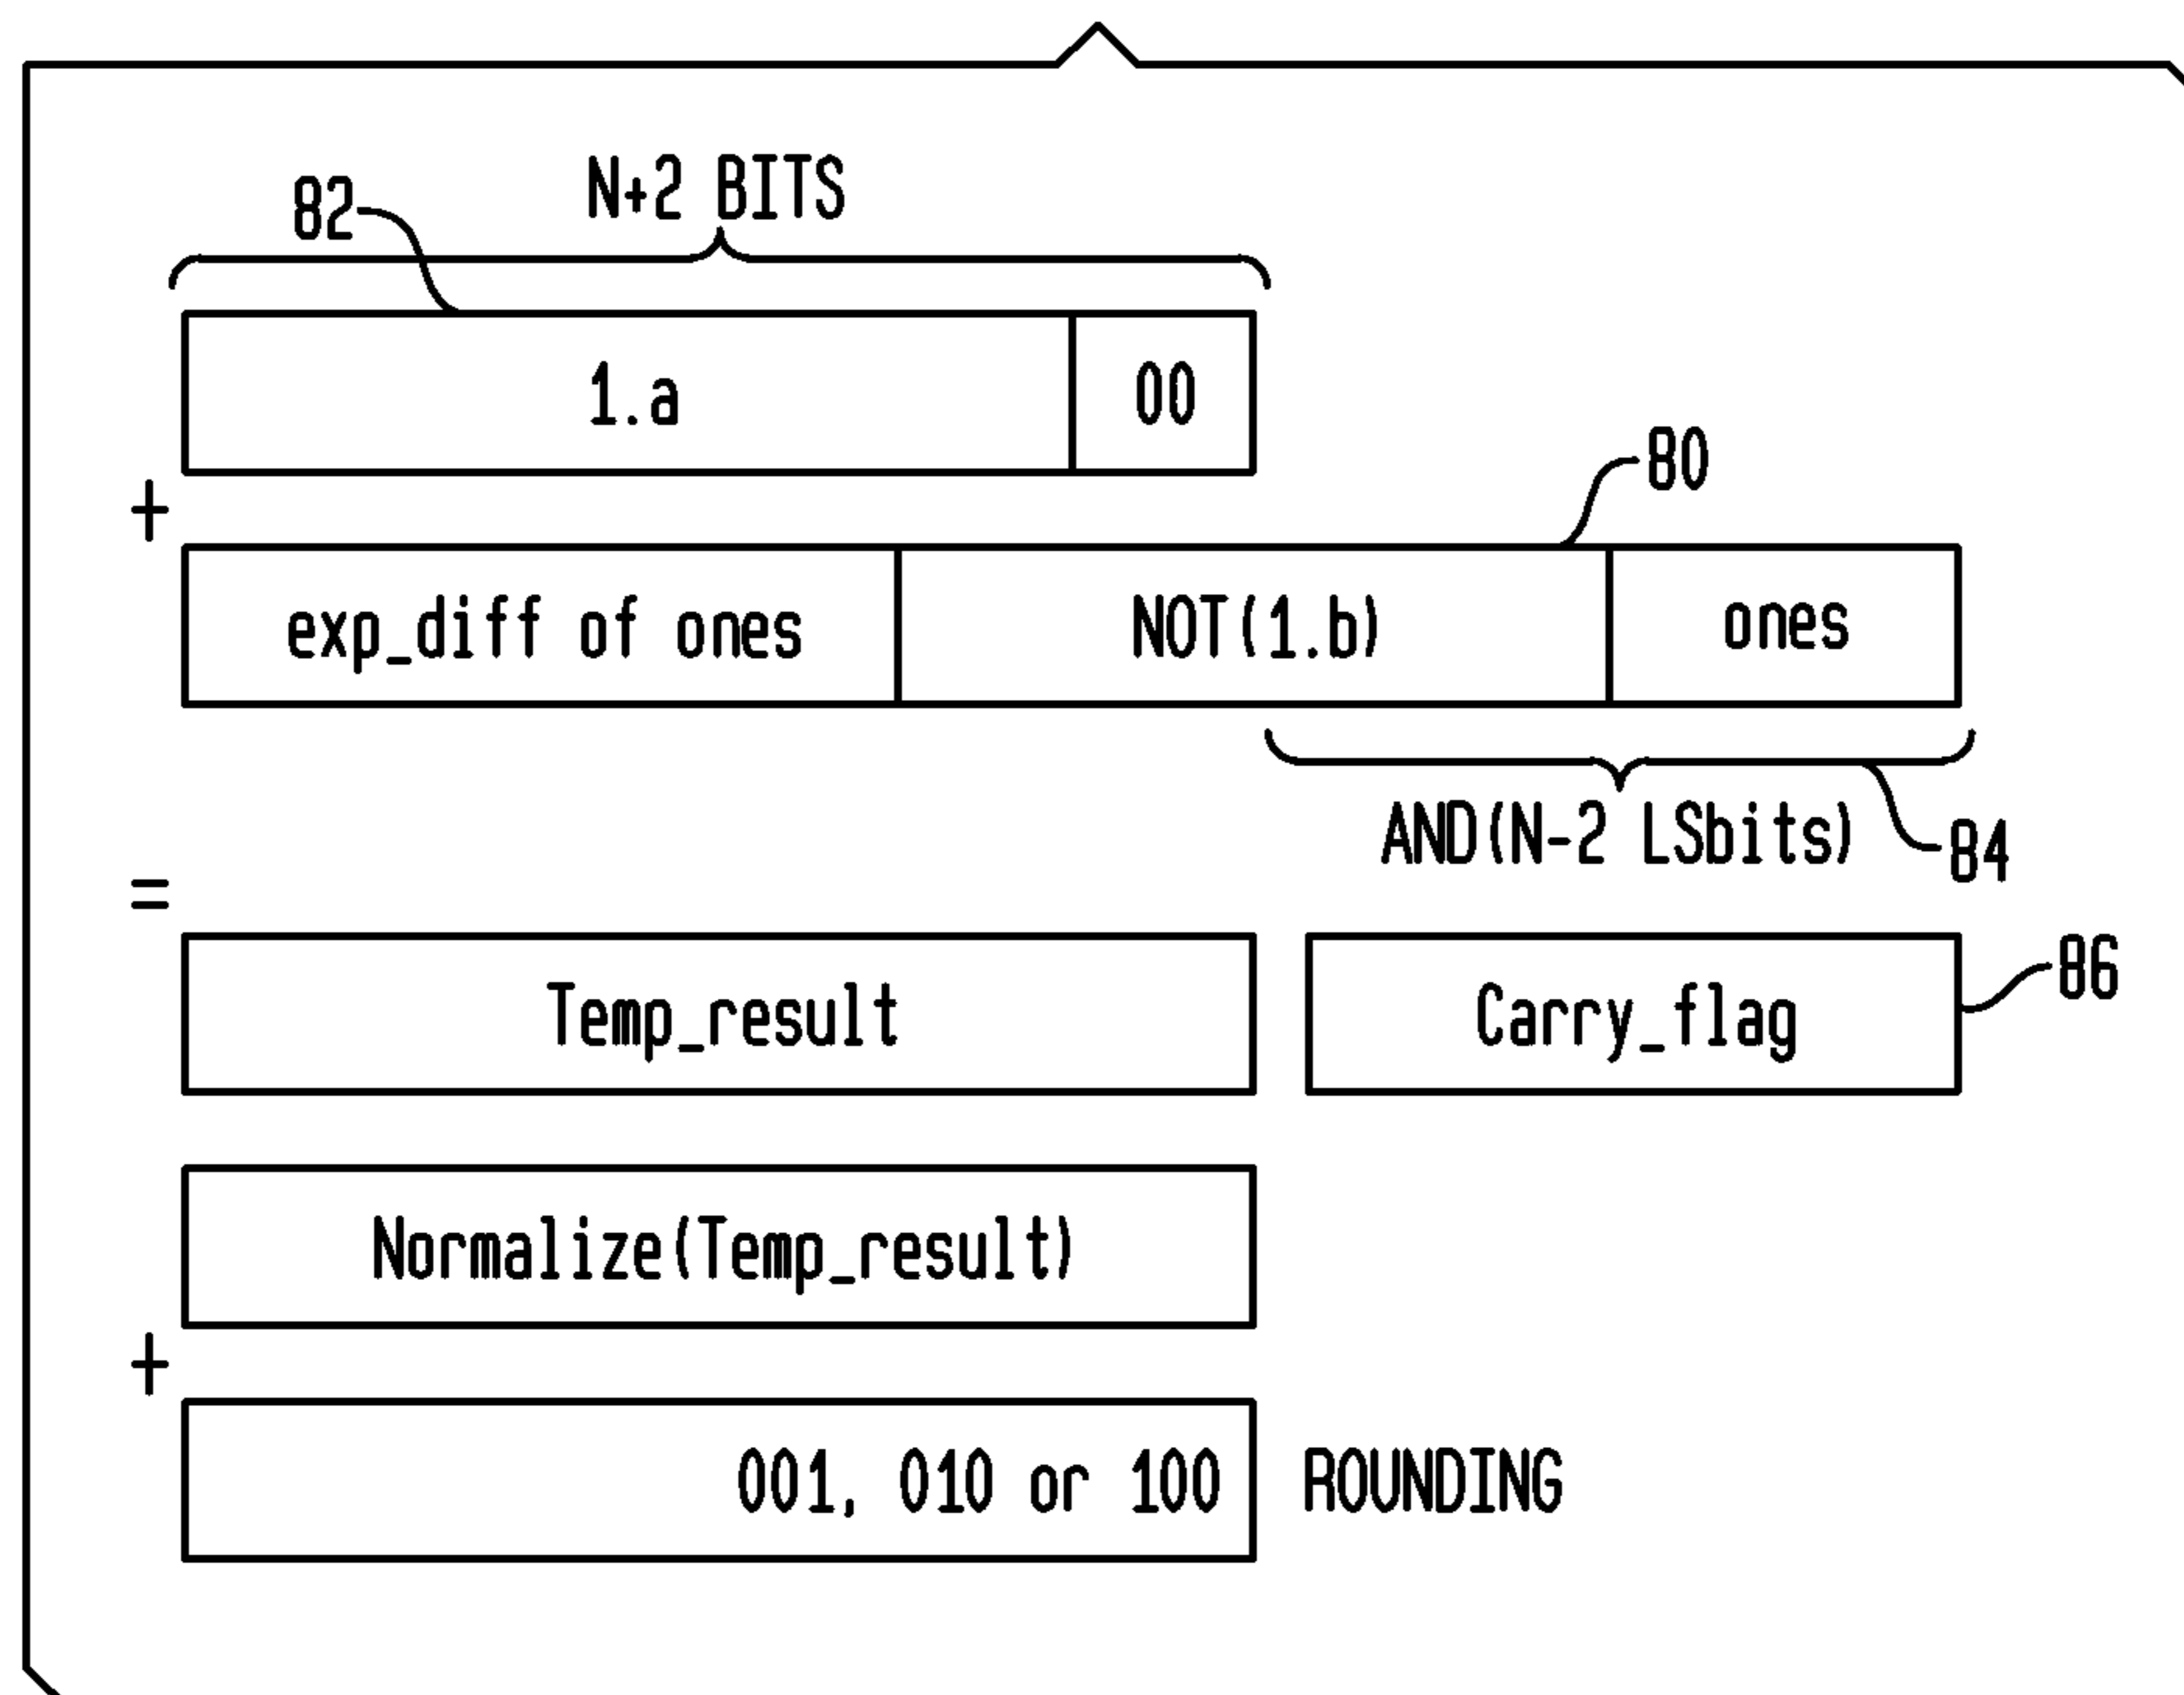 N+2 BITS
82
1.a 00
80
+
exp_diff of ones NOT(1.b) ones
AND(N-2 LSbits)
84
=
Temp_result Carry_flag
86
Normalize(Temp_result)
+
001, 010 or 100 ROUNDING